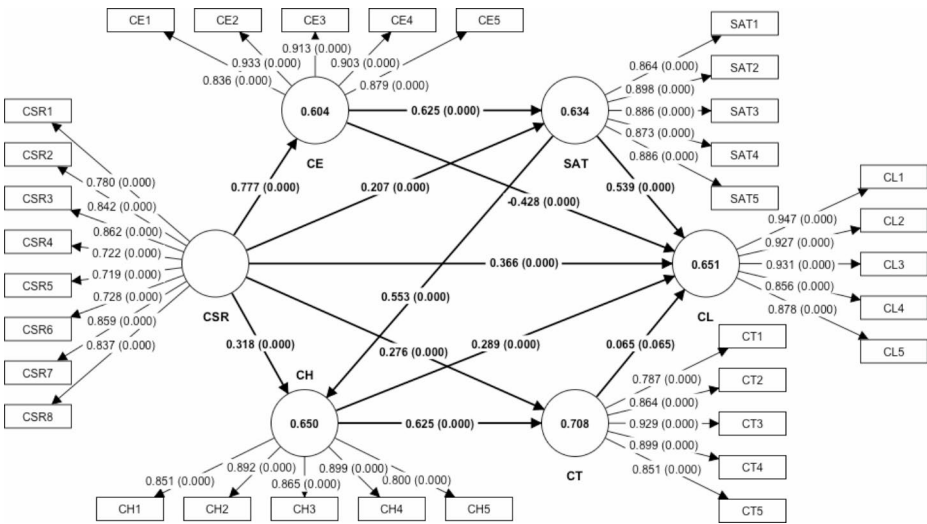 CE1 CE2 CE3 CE4 CE5
0.836 (0.000)
0.933 (0.000)
0.913 (0.000)
0.903 (0.000)
0.879 (0.000)
0.604
CE
SAT1
SAT2
SAT3
SAT4
SAT5
0.864 (0.000)
0.898 (0.000)
0.886 (0.000)
0.873 (0.000)
0.886 (0.000)
0.634
SAT
0.625 (0.000)
CSR1
CSR2
CSR3
CSR4
CSR5
CSR6
CSR7
CSR8
0.780 (0.000)
0.842 (0.000)
0.862 (0.000)
0.722 (0.000)
0.719 (0.000)
0.728 (0.000)
0.859 (0.000)
0.837 (0.000)
CSR
0.777 (0.000)
0.207 (0.000)
-0.428 (0.000)
0.539 (0.000)
0.366 (0.000)
0.553 (0.000)
0.318 (0.000)
0.276 (0.000)
0.289 (0.000)
0.065 (0.065)
0.651
CL
CL1
CL2
CL3
CL4
CL5
0.947 (0.000)
0.927 (0.000)
0.931 (0.000)
0.856 (0.000)
0.878 (0.000)
CH
0.650
0.625 (0.000)
0.708
CT
CT1
CT2
CT3
CT4
CT5
0.787 (0.000)
0.864 (0.000)
0.929 (0.000)
0.899 (0.000)
0.851 (0.000)
0.851 (0.000)
0.892 (0.000)
0.865 (0.000)
0.899 (0.000)
0.800 (0.000)
CH1 CH2 CH3 CH4 CH5